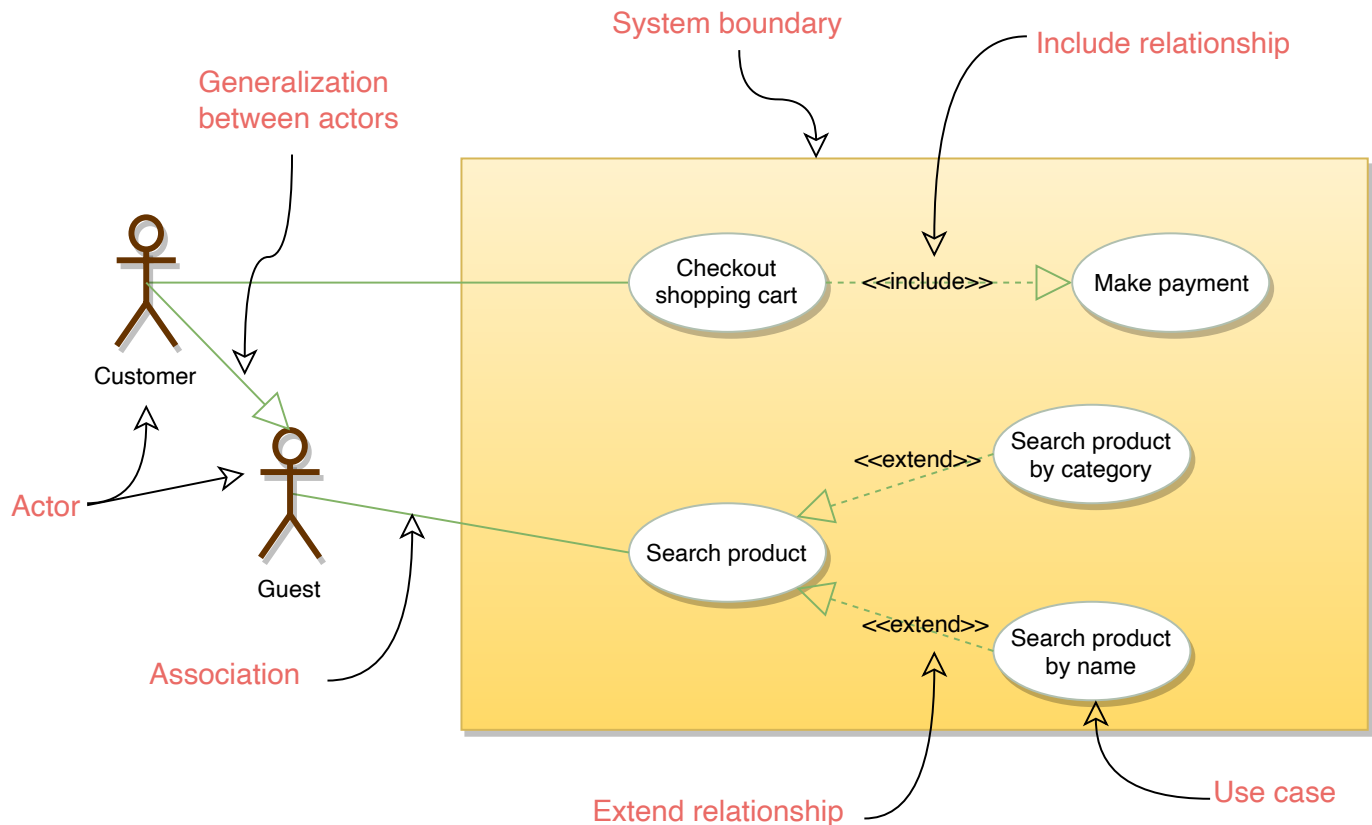 System boundary
Include relationship
Generalization
between actors
Checkout
shopping cart
<<include>>
Make payment
Customer
Search product
by category
<<extend>>
Actor
Search product
Guest
<<extend>>
Search product
by name
Association
Use case
Extend relationship